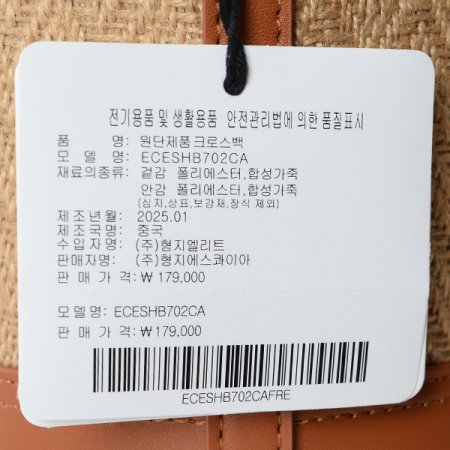 전기용품 및 생활용품 안전관리법에 의한 품질표시
품 명: 원단제품 크로스백
모 델 명: ECESHB702CA
재료의종류: 겉감 폴리에스터,합성가죽
안감 폴리에스터,합성가죽
(심지,상표,보강재,장식 제외)
제조년월: 2025.01
제조국명: 중국
수입자명: (주)형지엘리트
판매자명: (주)형지에스콰이아
판 매 가 격: ₩ 179,000
모델명: ECESHB702CA
판 매 가 격: ₩ 179,000
ECESHB702CAFRE